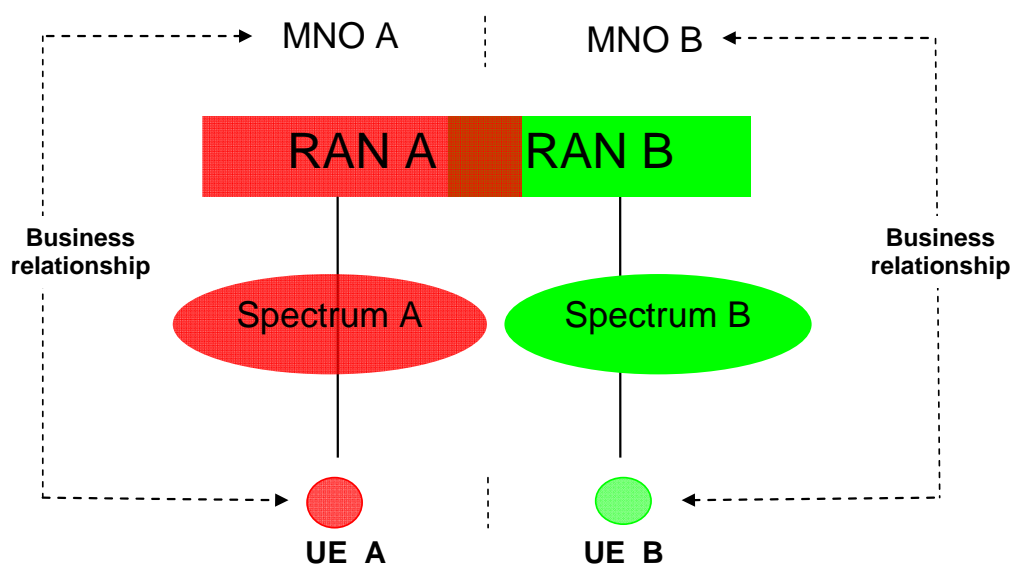 MNO A
MNO B
RAN A
RAN B
Business
relationship
Business
relationship
Spectrum A
Spectrum B
UE A
UE B